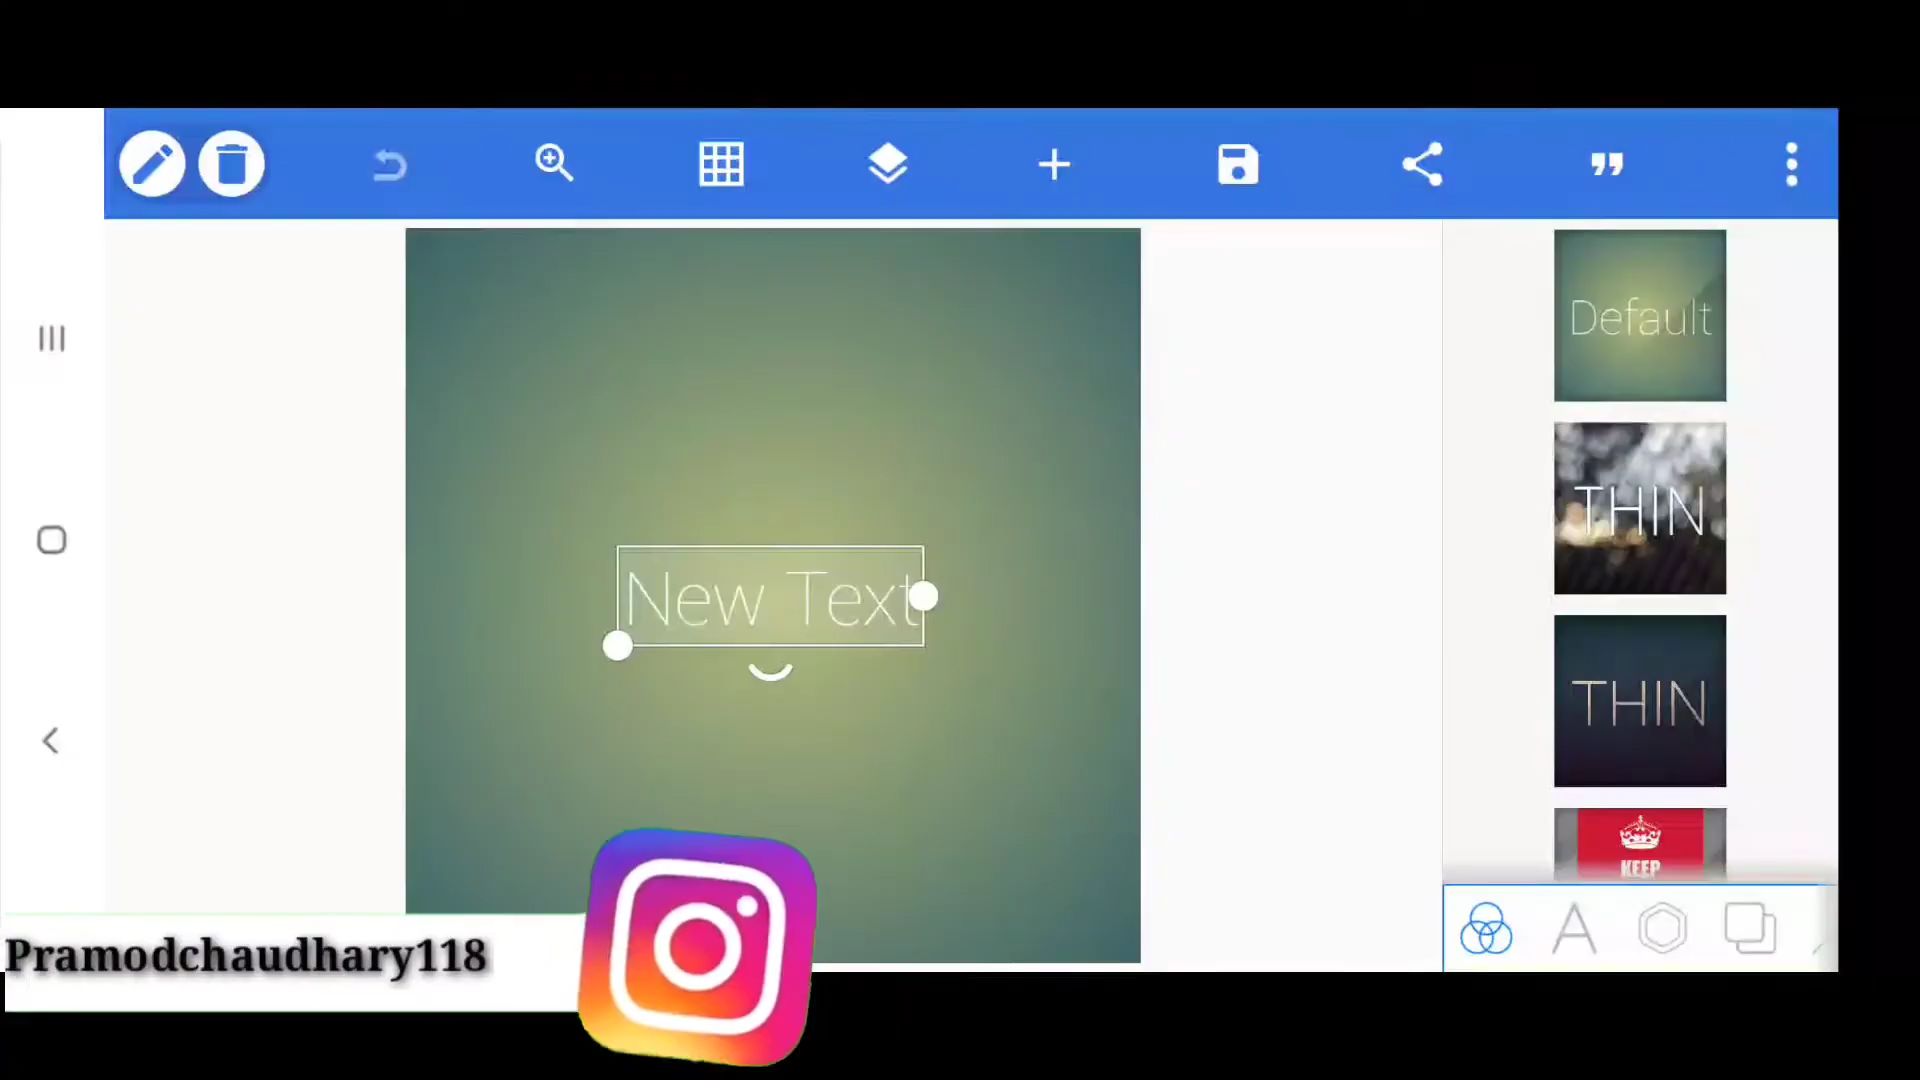 Default
THIN
New Text
THIN
KEEP
Pramodchaudhary118